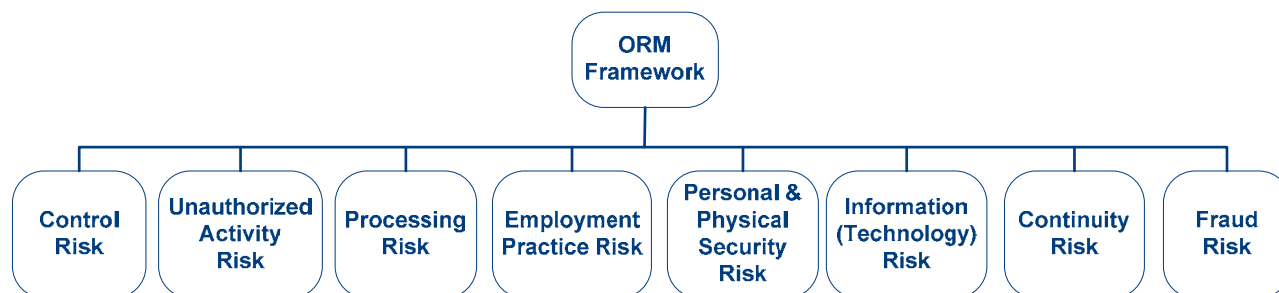 ORM
Framework
Control
Risk
Unauthorized
Activity
Risk
Processing
Risk
Employment
Practice Risk
Personal &
Physical
Security
Risk
Information
(Technology)
Risk
Continuity
Risk
Fraud
Risk